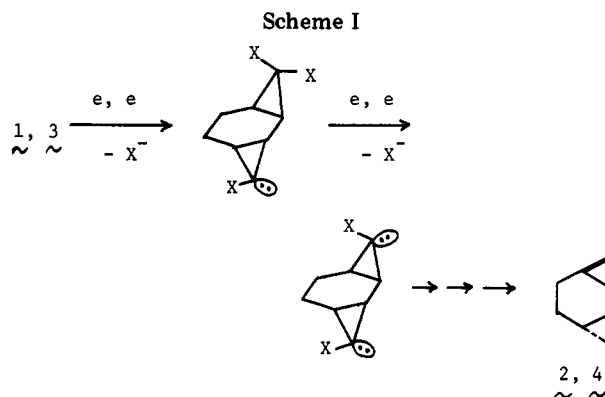 Scheme I
X X
1, 3 e, e - X⁻ X e, e - X⁻
X
X 2, 4